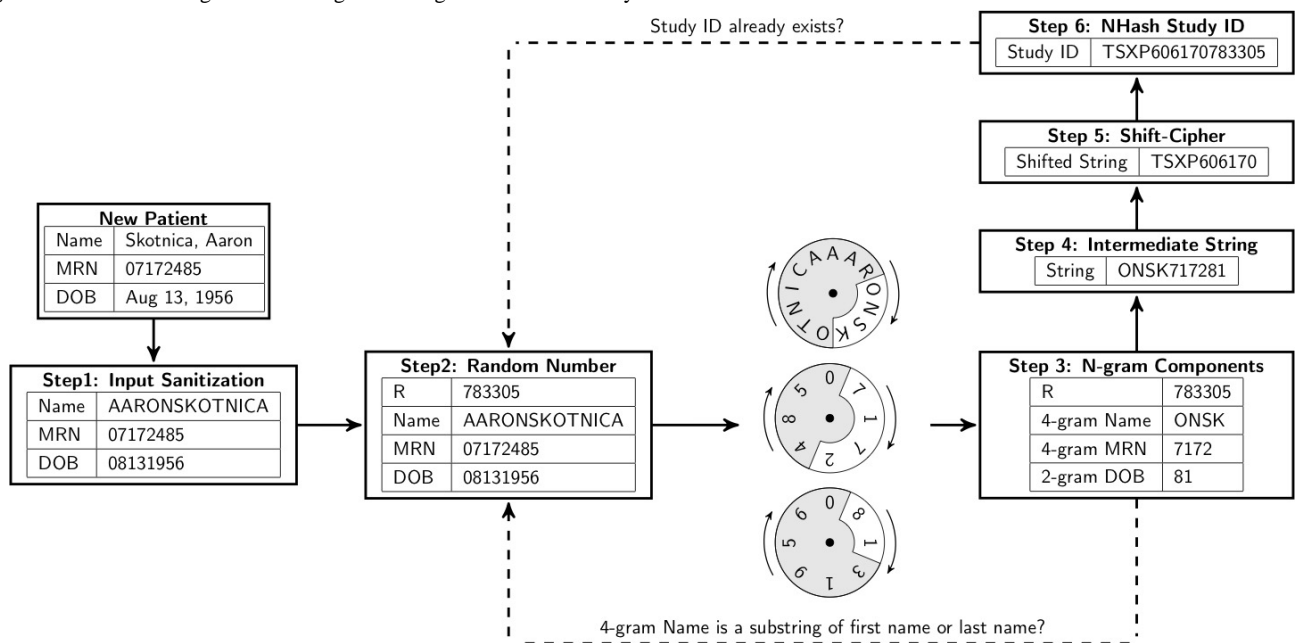 Study ID already exists?
Step 6: NHash Study ID
Study ID TSXP606170783305
Step 5: Shift-Cipher
Shifted String TSXP606170
Step 4: Intermediate String
String ONSK717281
New Patient
Name Skotnica, Aaron
MRN 07172485
DOB Aug 13, 1956
Step1: Input Sanitization
Name AARONSKOTNICA
MRN 07172485
DOB 08131956
Step2: Random Number
R 783305
Name AARONSKOTNICA
MRN 07172485
DOB 08131956
AARONSKOTNICA
07172485
08131956
Step 3: N-gram Components
R 783305
4-gram Name ONSK
4-gram MRN 7172
2-gram DOB 81
4-gram Name is a substring of first name or last name?